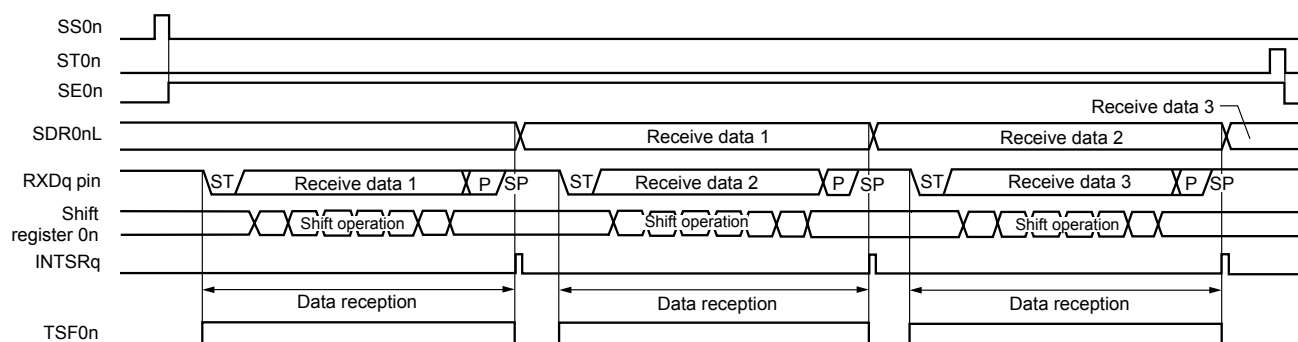 SS0n
ST0n
SE0n
Receive data 3
SDR0nL
Receive data 1
Receive data 2
RXDq pin
ST
Receive data 1
P
SP
ST
Receive data 2
P
SP
ST
Receive data 3
P
SP
Shift
register 0n
Shift operation
Shift operation
Shift operation
INTSRq
Data reception
Data reception
Data reception
TSF0n